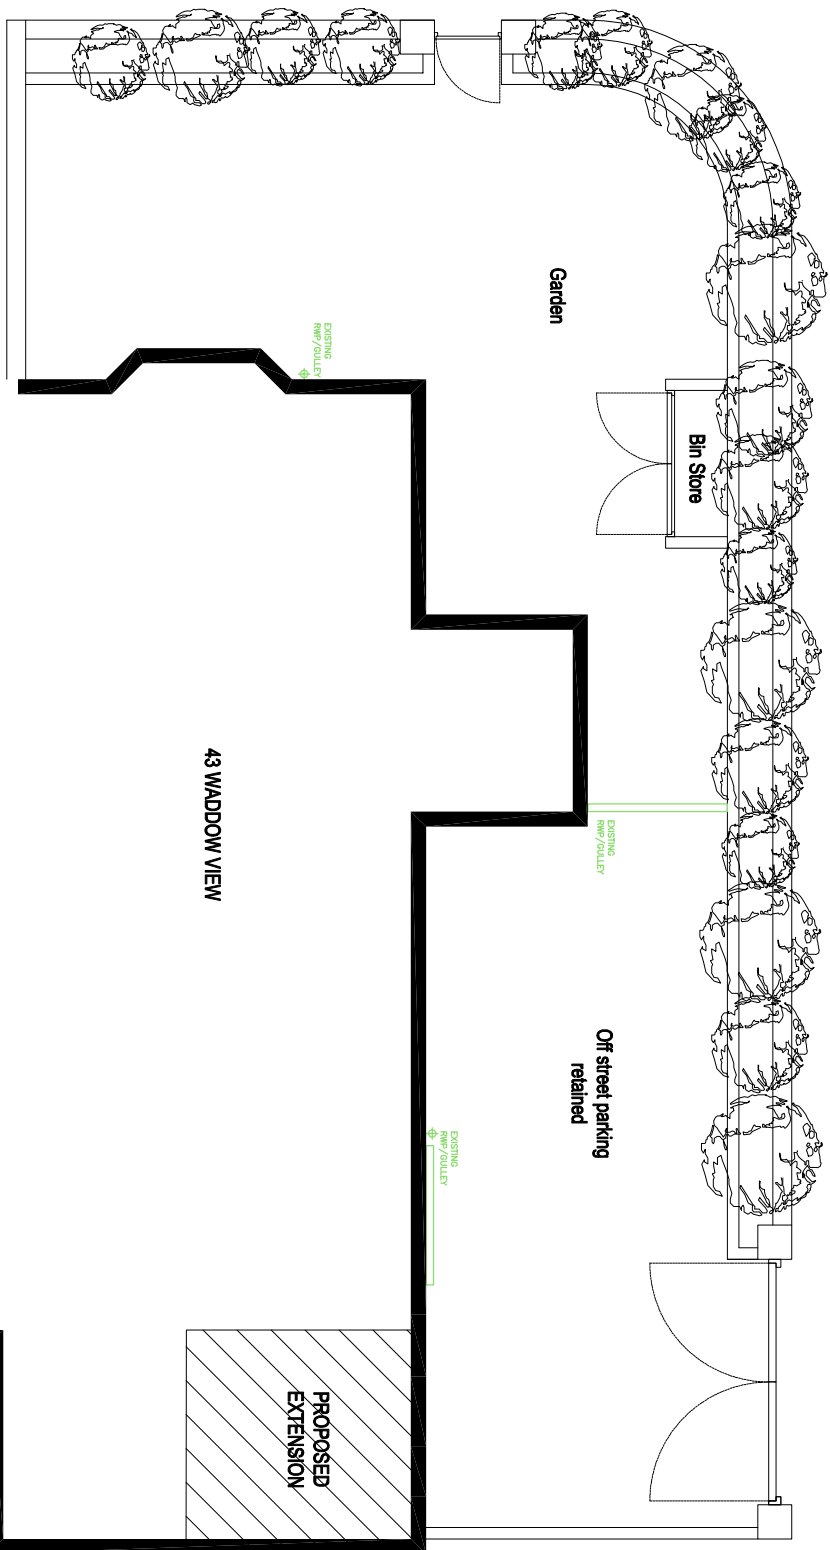 Garden
EXISTING
RWP/GULLEY
Bin Store
43 WADDOW VIEW
EXISTING
RWP/GULLEY
Off street parking
retained
EXISTING
RWP/GULLEY
PROPOSED
EXTENSION